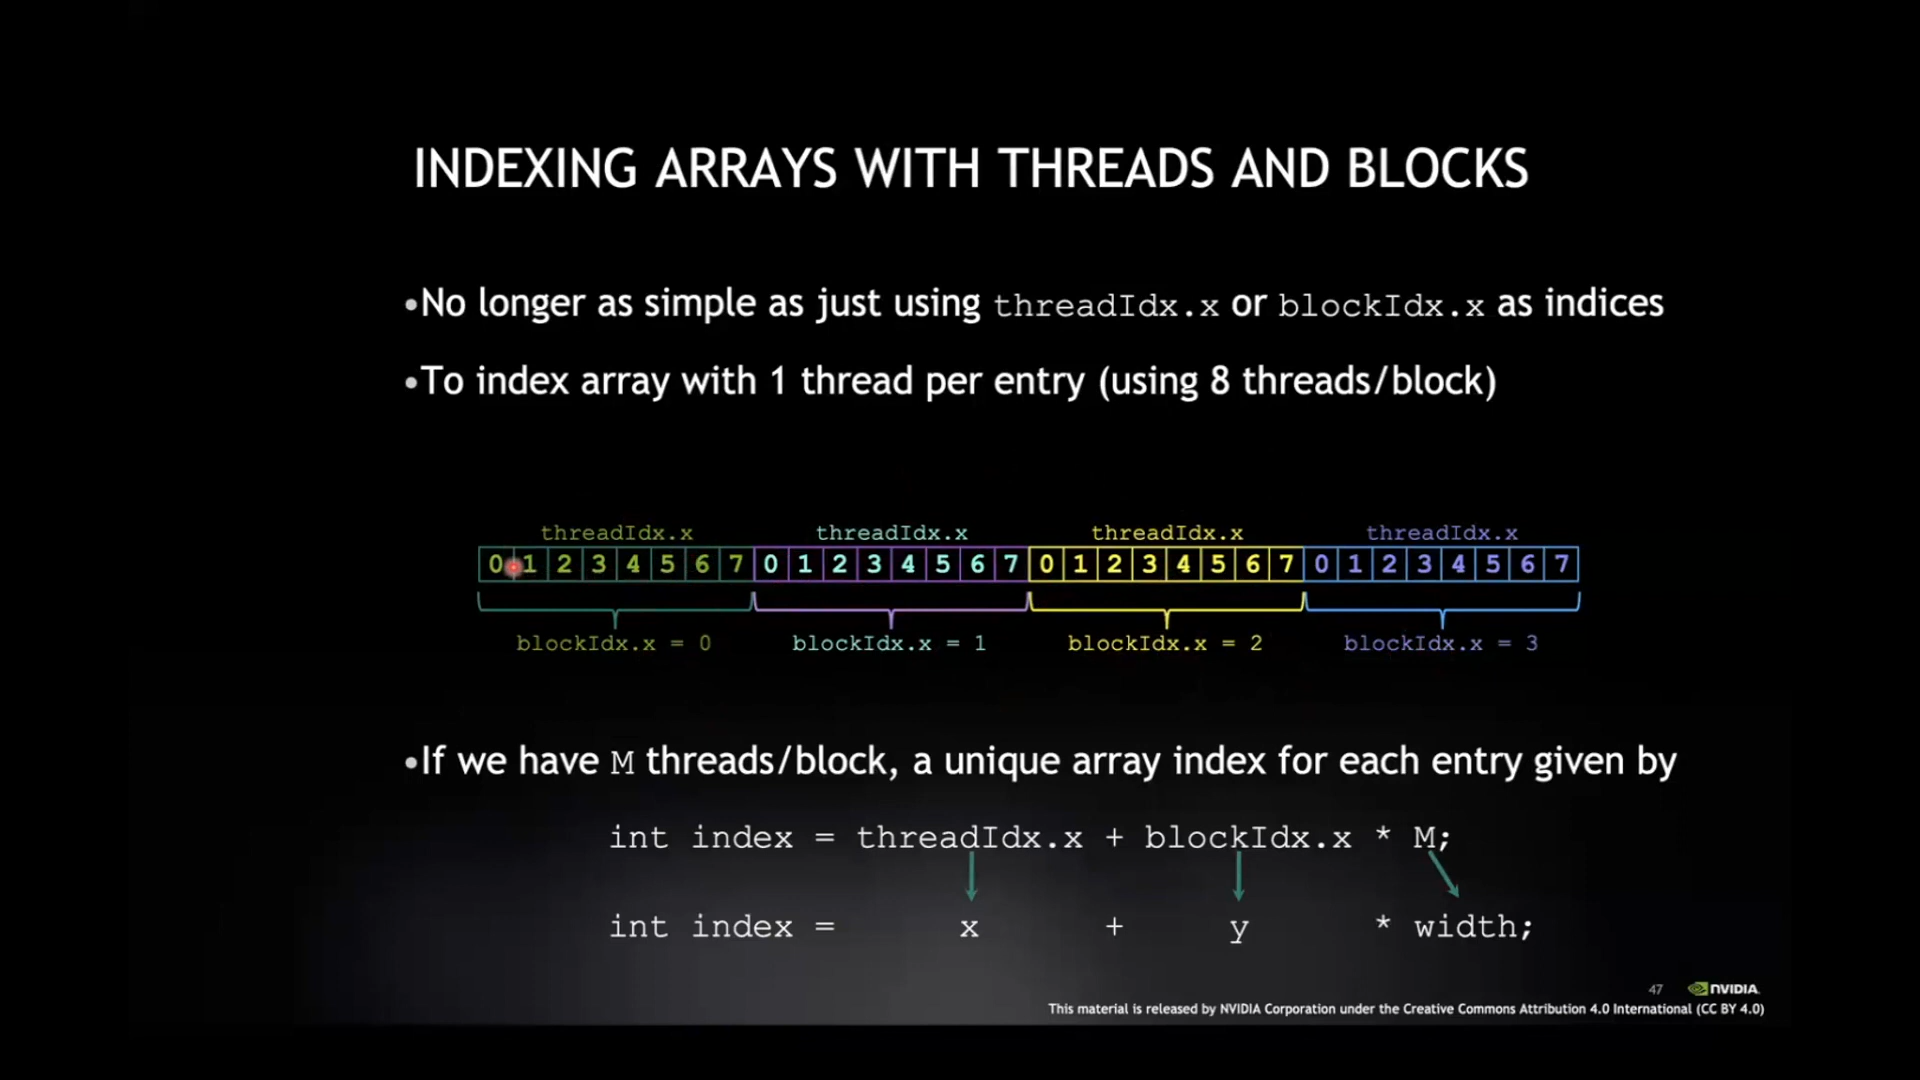 INDEXING ARRAYS WITH THREADS AND BLOCKS
•No longer as simple as just using threadIdx.x or blockIdx.x as indices
•To index array with 1 thread per entry (using 8 threads/block)
threadIdx.x threadIdx.x threadIdx.x threadIdx.x
0 1 2 3 4 5 6 7 0 1 2 3 4 5 6 7 0 1 2 3 4 5 6 7 0 1 2 3 4 5 6 7
blockIdx.x = 0 blockIdx.x = 1 blockIdx.x = 2 blockIdx.x = 3
•If we have M threads/block, a unique array index for each entry given by
int index = threadIdx.x + blockIdx.x * M;
int index = x + y * width;
47 NVIDIA.
This material is released by NVIDIA Corporation under the Creative Commons Attribution 4.0 International (CC BY 4.0)